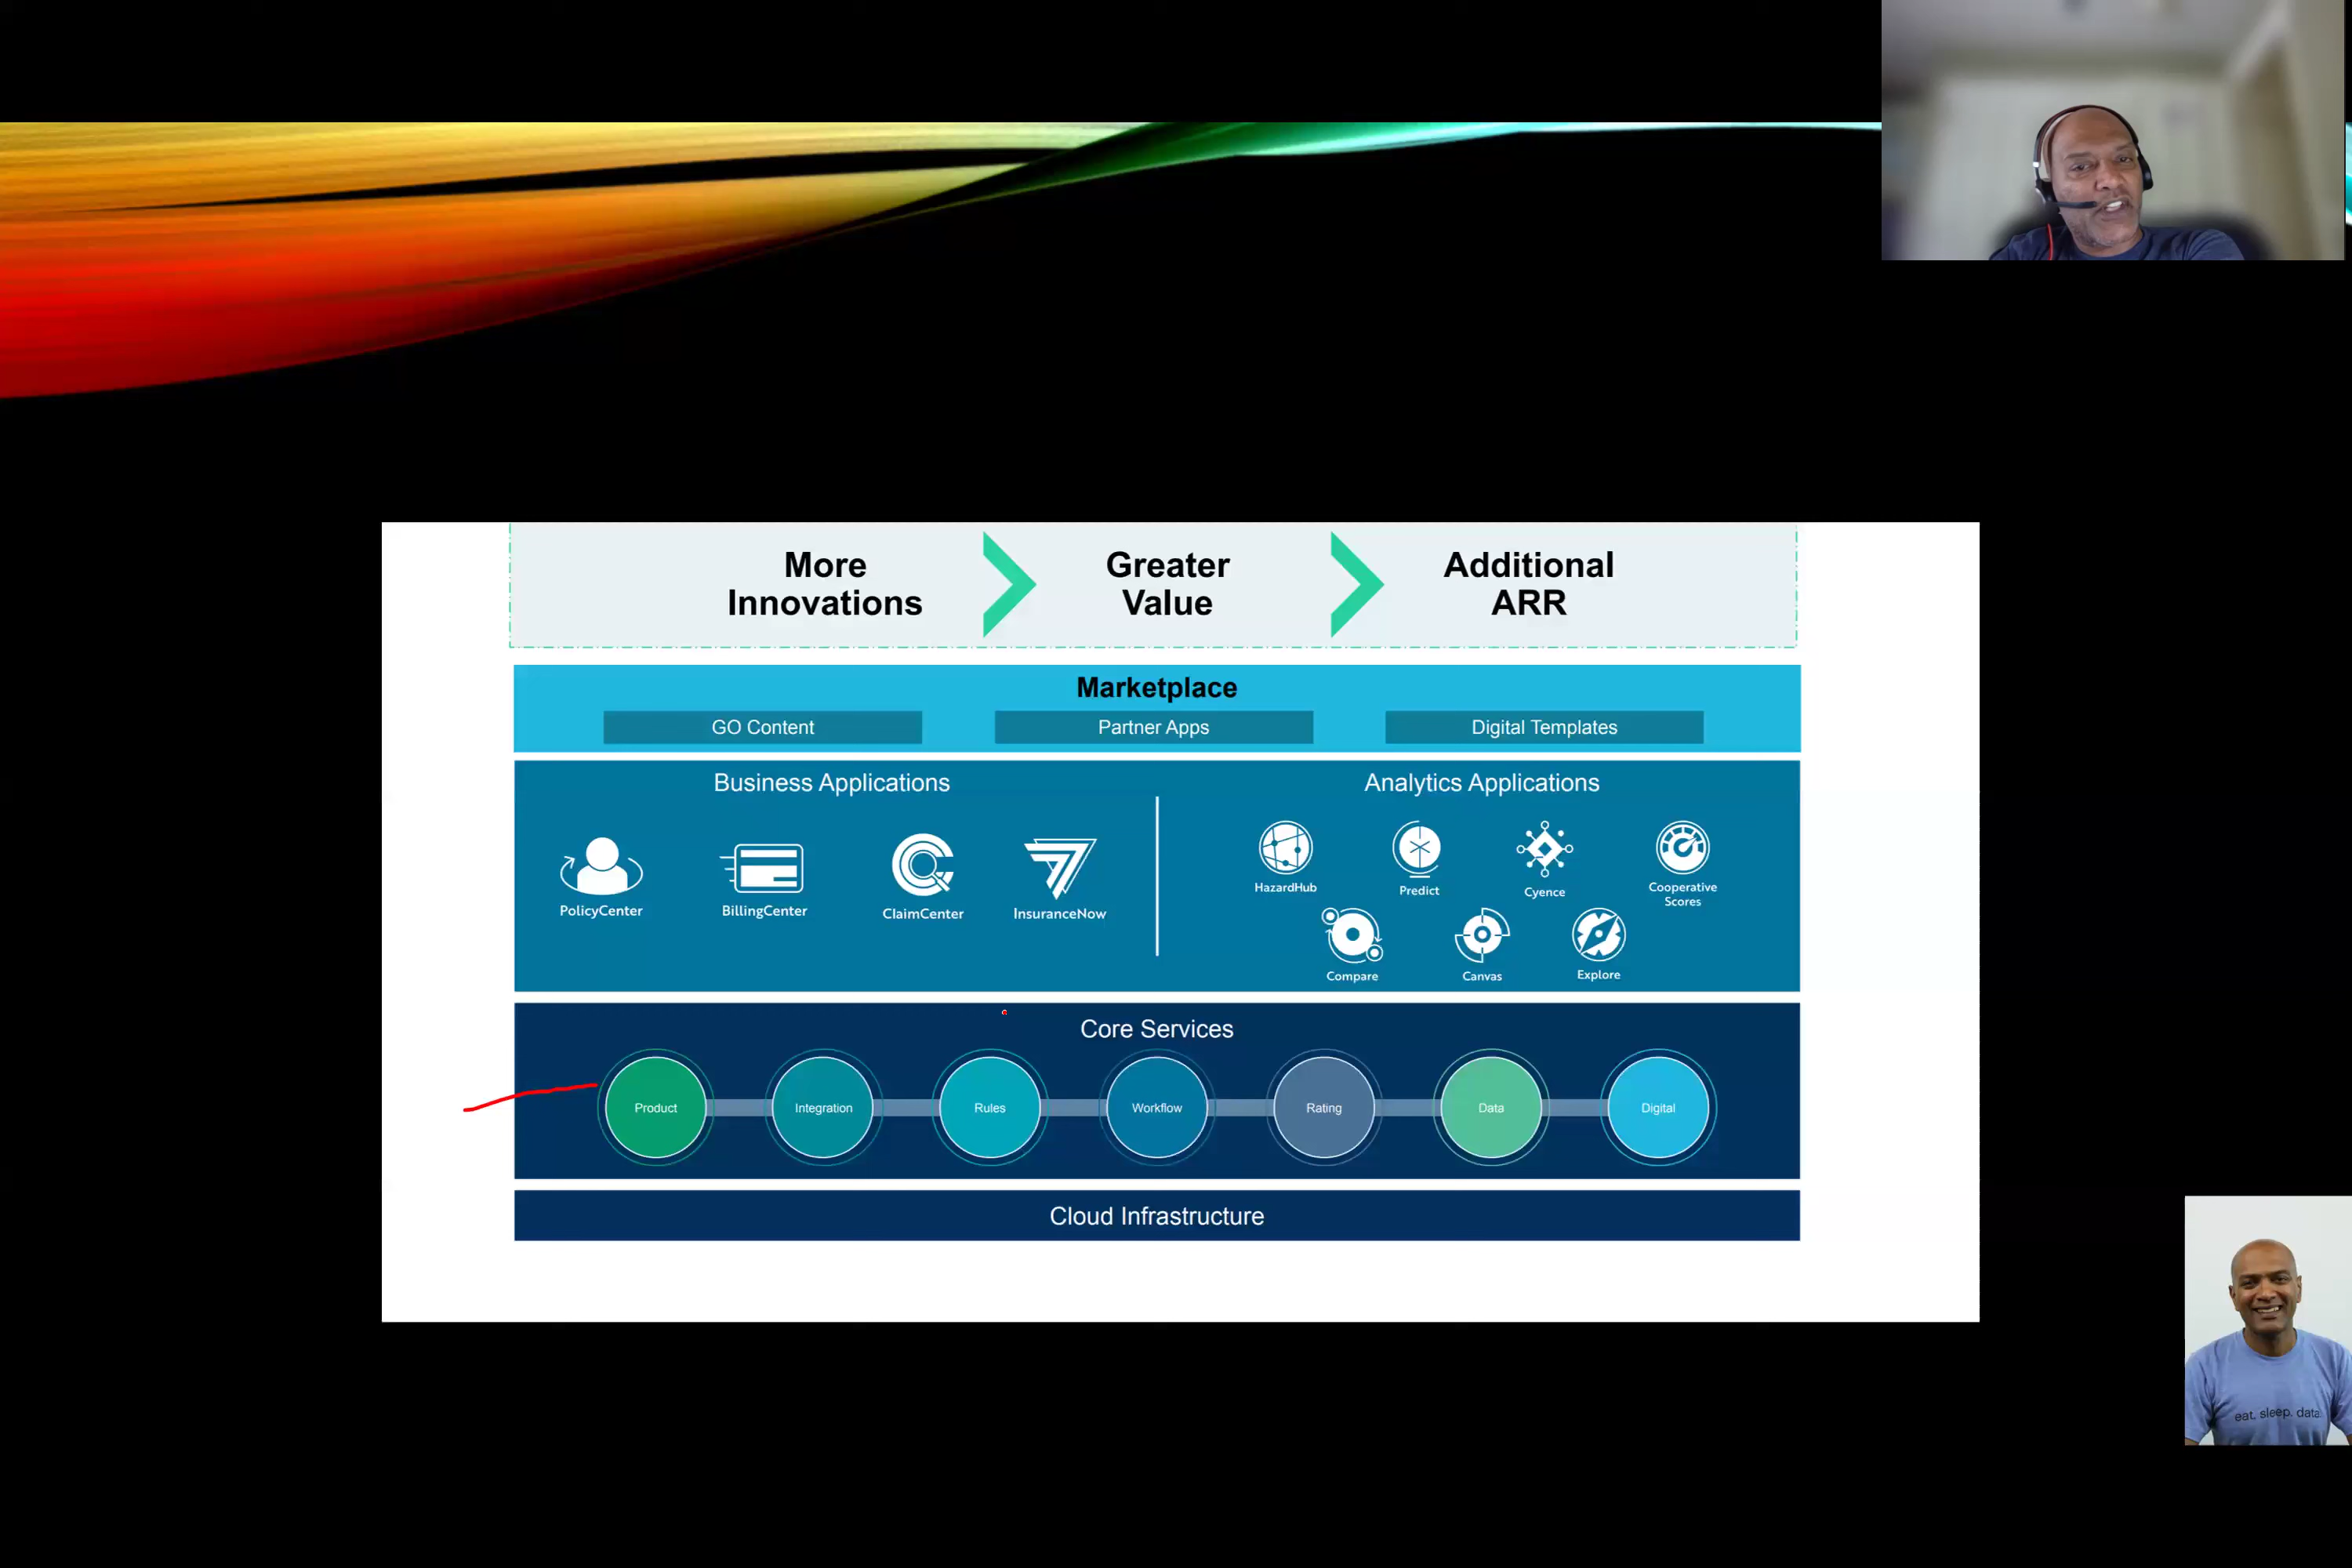 More
Innovations
Greater
Value
Additional
ARR
Marketplace
GO Content
Partner Apps
Digital Templates
Business Applications
PolicyCenter
BillingCenter
ClaimCenter
InsuranceNow
Analytics Applications
HazardHub
Predict
Cyence
Cooperative
Scores
Compare
Canvas
Explore
Core Services
Product
Integration
Rules
Workflow
Rating
Data
Digital
Cloud Infrastructure
eat. sleep. data.